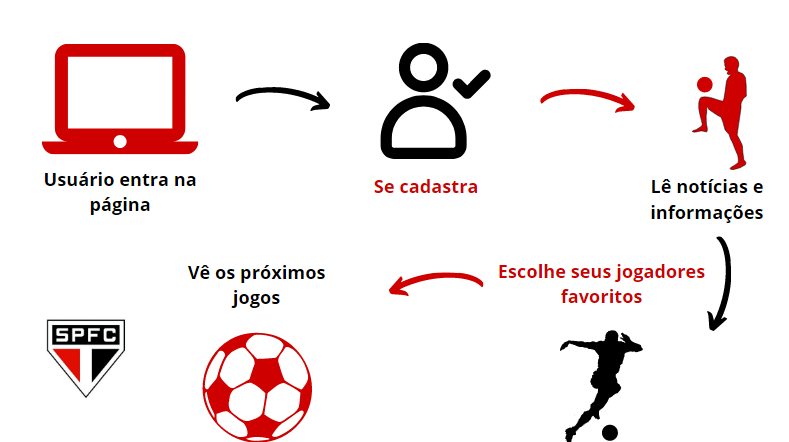 Usuário entra na
página
Se cadastra
Lê notícias e
informações
Escolhe seus jogadores
favoritos
Vê os próximos
jogos
SPFC